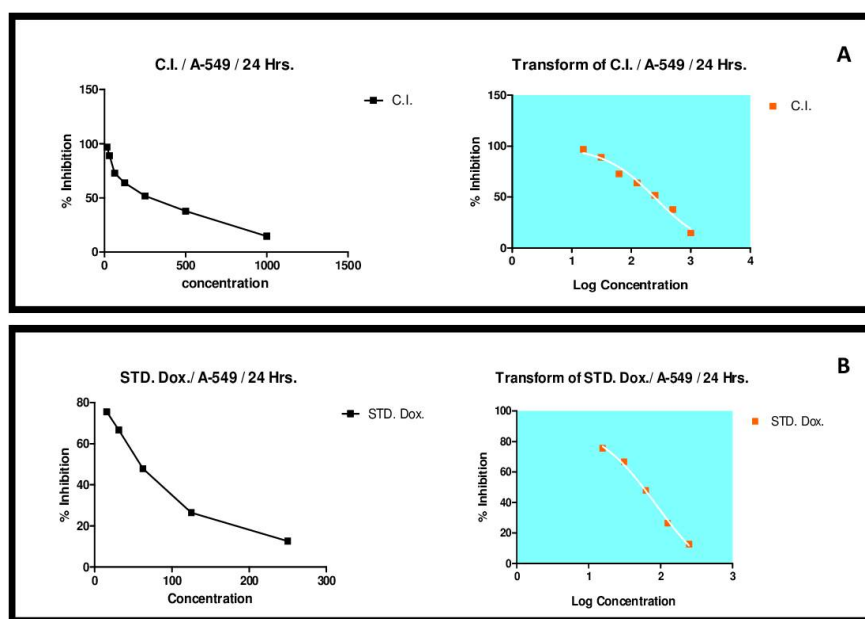 A
C.I. / A-549 / 24 Hrs.
150
100
50
0
% Inhibition
0
500
1000
1500
concentration
C.I.
Transform of C.I. / A-549 / 24 Hrs.
150
100
50
0
% Inhibition
0
1
2
3
4
Log Concentration
C.I.
B
STD. Dox./ A-549 / 24 Hrs.
80
60
40
20
0
% Inhibition
0
100
200
300
Concentration
STD. Dox.
Transform of STD. Dox./ A-549 / 24 Hrs.
100
80
60
40
20
0
% Inhibition
0
1
2
3
Log Concentration
STD. Dox.